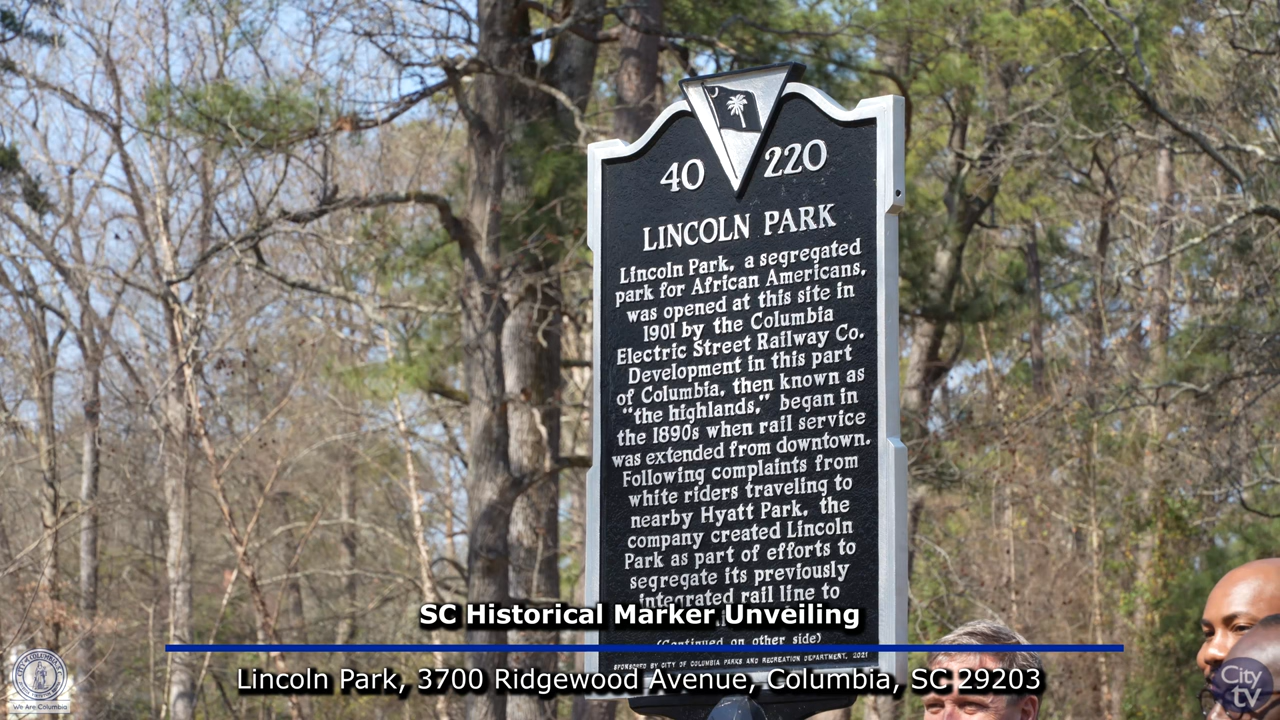 40 220
LINCOLN PARK
Lincoln Park, a segregated
park for African Americans,
was opened at this site in
1901 by the Columbia
Electric Street Railway Co.
Development in this part
of Columbia, then known as
"the highlands," began in
the 1890s when rail service
was extended from downtown.
Following complaints from
white riders traveling to
nearby Hyatt Park, the
company created Lincoln
Park as part of efforts to
segregate its previously
integrated rail line to
SC Historical Marker Unveiling
(Continued on other side)
SPONSORED BY CITY OF COLUMBIA PARKS AND RECREATION DEPARTMENT, 2021
Lincoln Park, 3700 Ridgewood Avenue, Columbia, SC 29203
We Are Columbia
City
tv